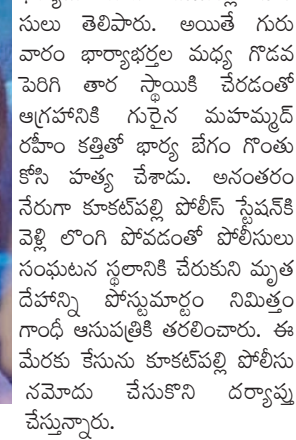 సులు తెలిపారు. అయితే గురు
వారం భార్యాభర్తల మధ్య గొడవ
పెరిగి తార స్థాయికి చేరడంతో
ఆగ్రహానికి గురైన మహమ్మద్
రహీం కత్తితో భార్య బేగం గొంతు
కోసి హత్య చేశాడు. అనంతరం
నేరుగా కూకట్‌పల్లి పోలీస్ స్టేషన్‌కి
వెళ్లి లొంగి పోవడంతో పోలీసులు
సంఘటన స్థలానికి చేరుకుని మృత
దేహాన్ని పోస్టుమార్టం నిమిత్తం
గాంధీ ఆసుపత్రికి తరలించారు. ఈ
మేరకు కేసును కూకట్‌పల్లి పోలీసు
నమోదు చేసుకొని దర్యాప్తు
చేస్తున్నారు.